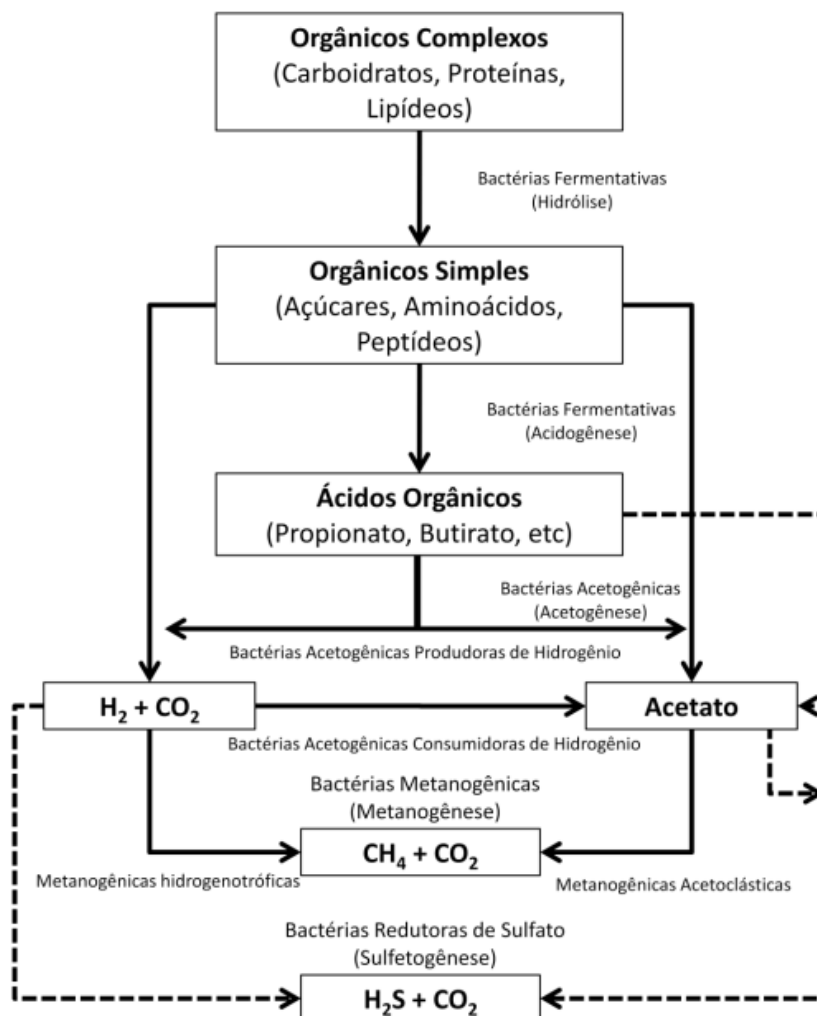 Orgânicos Complexos
(Carboidratos, Proteínas,
Lipídeos)
Bactérias Fermentativas
(Hidrólise)
Orgânicos Simples
(Açúcares, Aminoácidos,
Peptídeos)
Bactérias Fermentativas
(Acidogênese)
Ácidos Orgânicos
(Propionato, Butirato, etc)
Bactérias Acetogênicas
(Acetogênese)
Bactérias Acetogênicas Produdoras de Hidrogênio
H₂ + CO₂
Acetato
Bactérias Acetogênicas Consumidoras de Hidrogênio
Bactérias Metanogênicas
(Metanogênese)
CH₄ + CO₂
Metanogênicas hidrogenotróficas
Metanogênicas Acetoclásticas
Bactérias Redutoras de Sulfato
(Sulfetogênese)
H₂S + CO₂